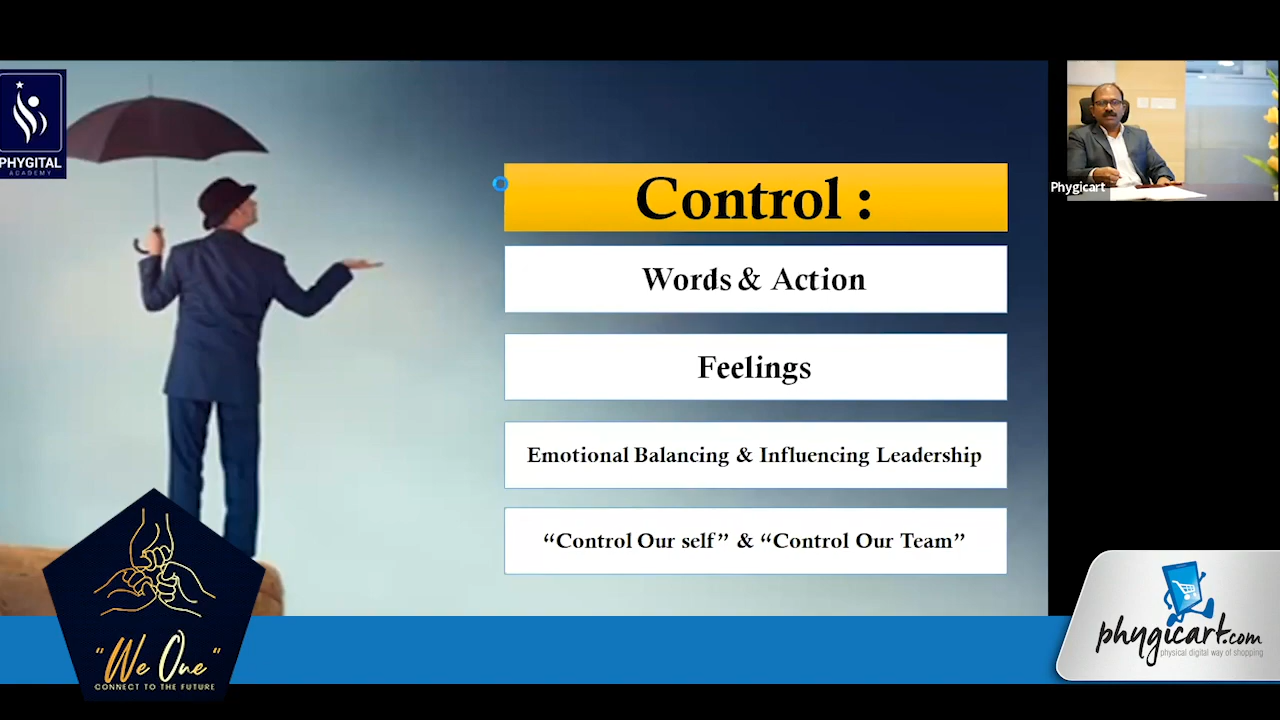 PHYGITAL
ACADEMY
Control :
Words & Action
Feelings
Emotional Balancing & Influencing Leadership
“Control Our self” & “Control Our Team”
Phygicart
"We One"
CONNECT TO THE FUTURE
phygicart.com
physical digital way of shopping